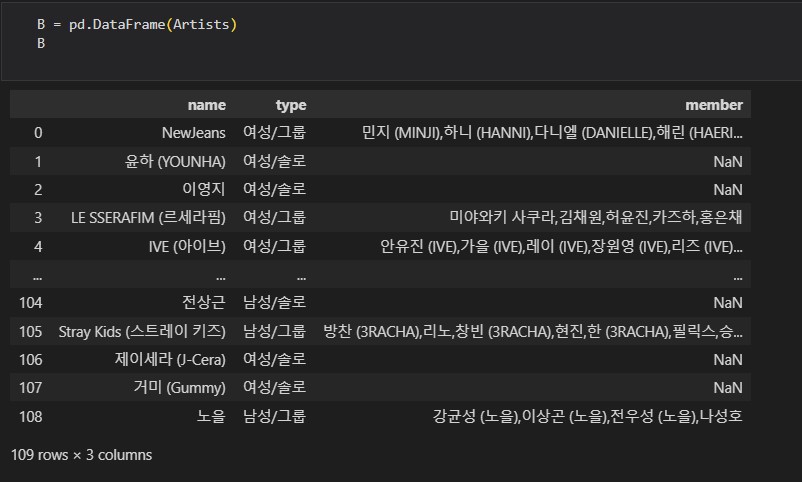 B = pd.DataFrame(Artists)
B
name type member
0 NewJeans 여성/그룹 민지 (MINJI),하니 (HANNI),다니엘 (DANIELLE),해린 (HAERI...
1 윤하 (YOUNHA) 여성/솔로 NaN
2 이영지 여성/솔로 NaN
3 LE SSERAFIM (르세라핌) 여성/그룹 미야와키 사쿠라,김채원,허윤진,카즈하,홍은채
4 IVE (아이브) 여성/그룹 안유진 (IVE),가을 (IVE),레이 (IVE),장원영 (IVE),리즈 (IVE)...
... ... ... ...
104 전상근 남성/솔로 NaN
105 Stray Kids (스트레이 키즈) 남성/그룹 방찬 (3RACHA),리노,창빈 (3RACHA),현진,한 (3RACHA),필릭스,승...
106 제이세라 (J-Cera) 여성/솔로 NaN
107 거미 (Gummy) 여성/솔로 NaN
108 노을 남성/그룹 강균성 (노을),이상곤 (노을),전우성 (노을),나성호
109 rows × 3 columns